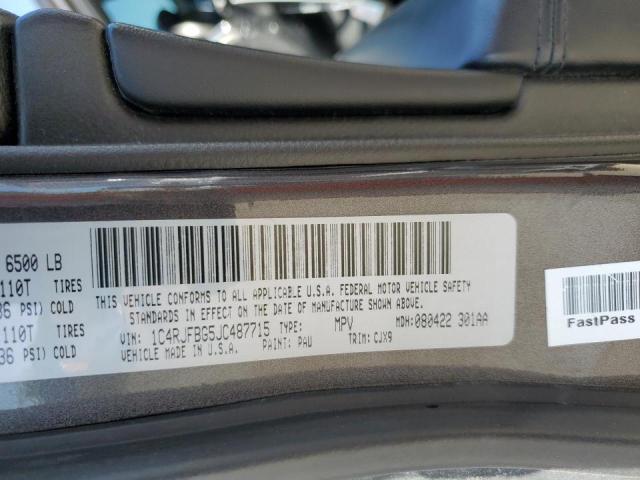 6500 LB
110T TIRES
36 PSI) COLD
110T TIRES
36 PSI) COLD
THIS VEHICLE CONFORMS TO ALL APPLICABLE U.S.A. FEDERAL MOTOR VEHICLE SAFETY
STANDARDS IN EFFECT ON THE DATE OF MANUFACTURE SHOWN ABOVE.
VIN: 1C4RJFBG5JC487715 TYPE: MPV MDH: 080422 301AA
MADE IN U.S.A. PAINT: PAU TRIM: CJX9
FastPass